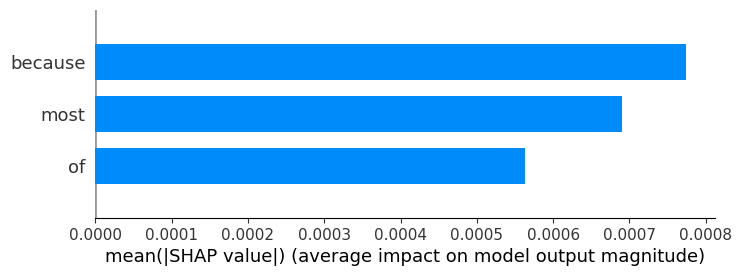 because
most
of
0.0000 0.0001 0.0002 0.0003 0.0004 0.0005 0.0006 0.0007 0.0008
mean(|SHAP value|) (average impact on model output magnitude)